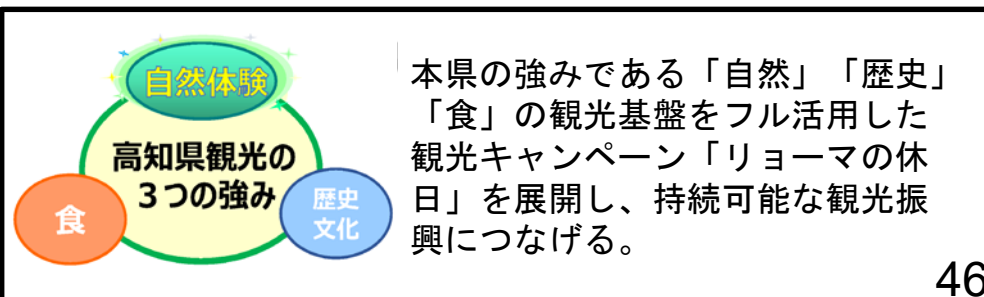 自然体験
高知県観光の
３つの強み
食
歴史
文化
本県の強みである「自然」「歴史」
「食」の観光基盤をフル活用した
観光キャンペーン「リョーマの休
日」を展開し、持続可能な観光振
興につなげる。
46